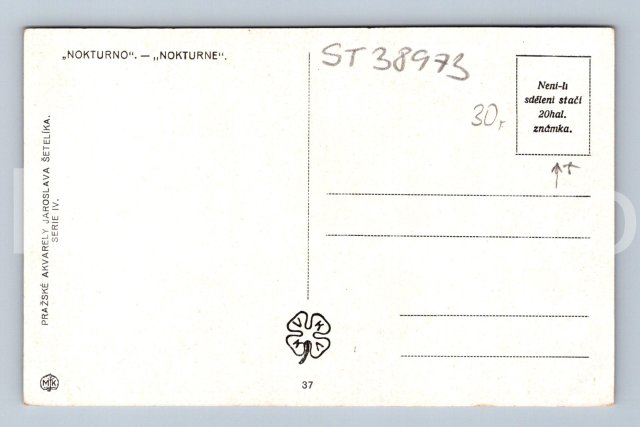 „NOKTURNO“. — „NOKTURNE“.
ST 38973
30,-
Není-li
sdělení stačí
20hal.
známka.
PRAŽSKÉ AKVARELY JAROSLAVA ŠETELÍKA.
SERIE IV.
37